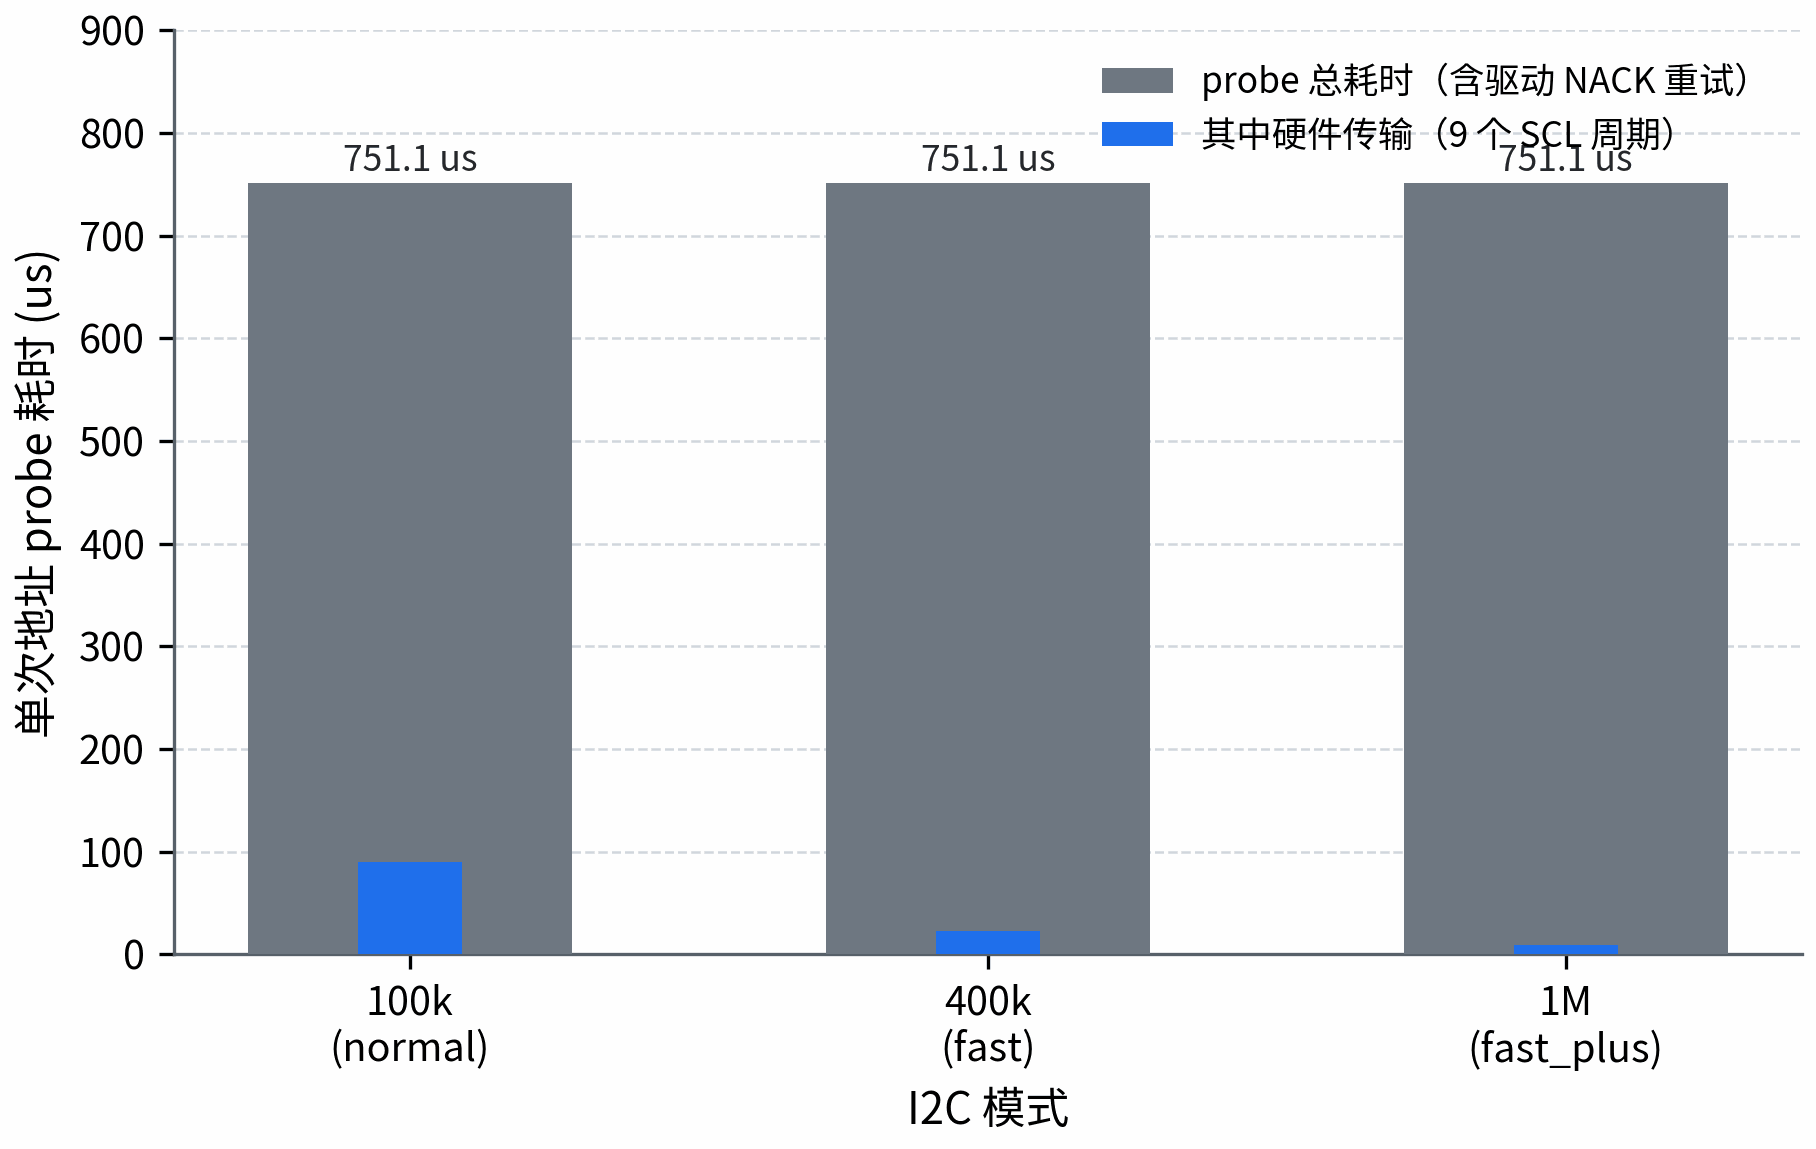 900
800
700
600
500
400
300
200
100
0
单次地址 probe 耗时 (us)
probe 总耗时（含驱动 NACK 重试）
其中硬件传输（9 个 SCL 周期）
751.1 us
751.1 us
751.1 us
100k
(normal)
400k
(fast)
1M
(fast_plus)
I2C 模式